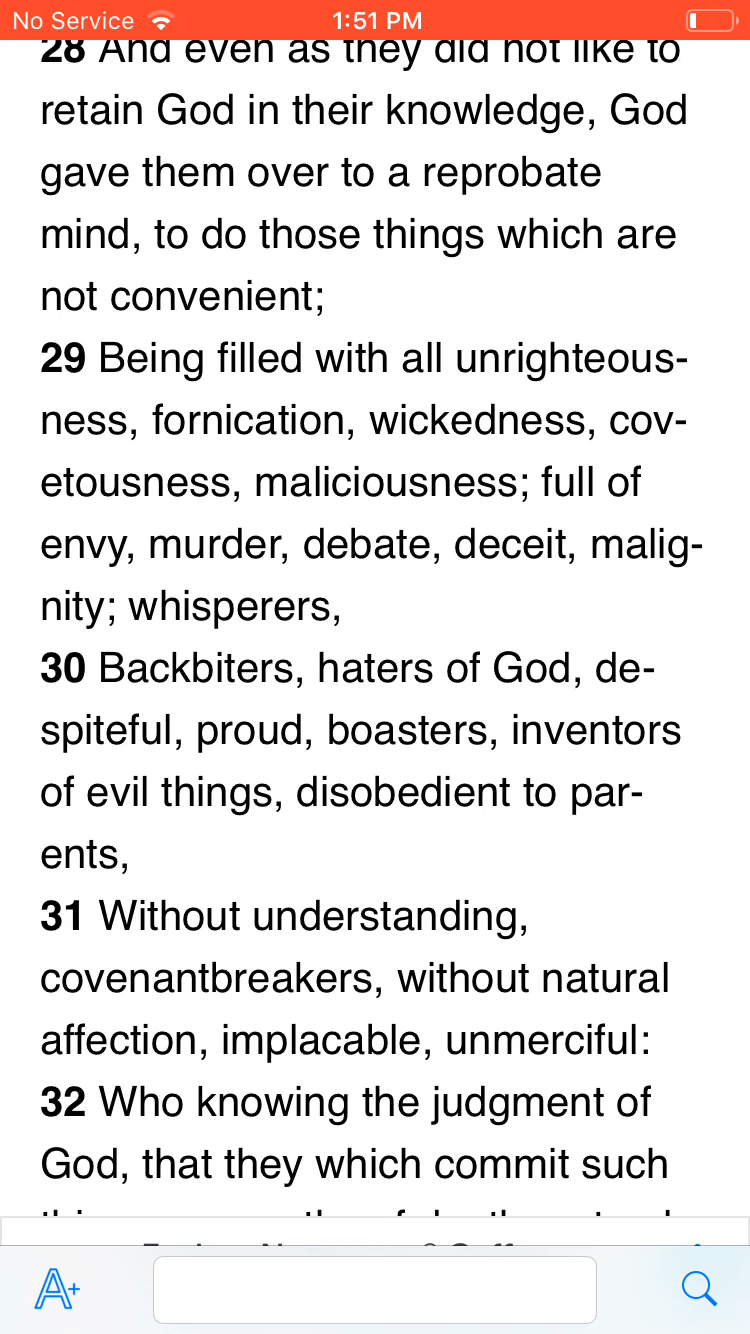 No Service
1:51 PM
28 And even as they did not like to
retain God in their knowledge, God
gave them over to a reprobate
mind, to do those things which are
not convenient;
29 Being filled with all unrighteous-
ness, fornication, wickedness, cov-
etousness, maliciousness; full of
envy, murder, debate, deceit, malig-
nity; whisperers,
30 Backbiters, haters of God, de-
spiteful, proud, boasters, inventors
of evil things, disobedient to par-
ents,
31 Without understanding,
covenantbreakers, without natural
affection, implacable, unmerciful:
32 Who knowing the judgment of
God, that they which commit such
A+